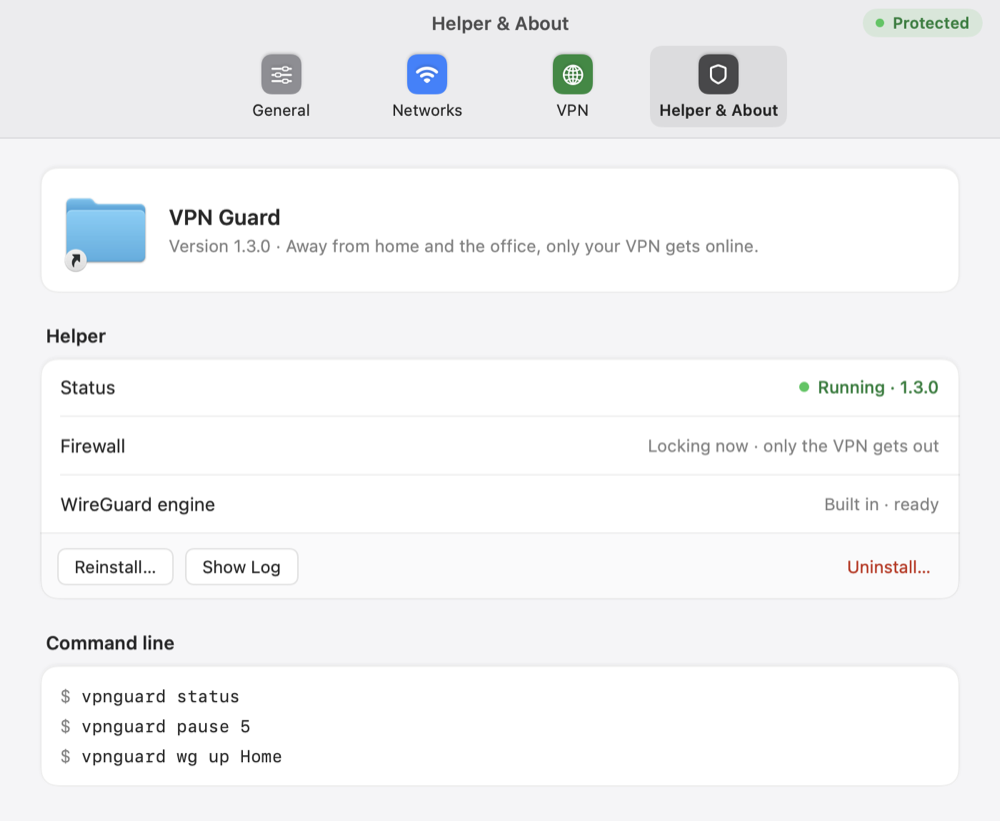 Helper & About
Protected
General
Networks
VPN
Helper & About
VPN Guard
Version 1.3.0 · Away from home and the office, only your VPN gets online.
Helper
Status
Running · 1.3.0
Firewall
Locking now · only the VPN gets out
WireGuard engine
Built in · ready
Reinstall...
Show Log
Uninstall...
Command line
$ vpnguard status
$ vpnguard pause 5
$ vpnguard wg up Home